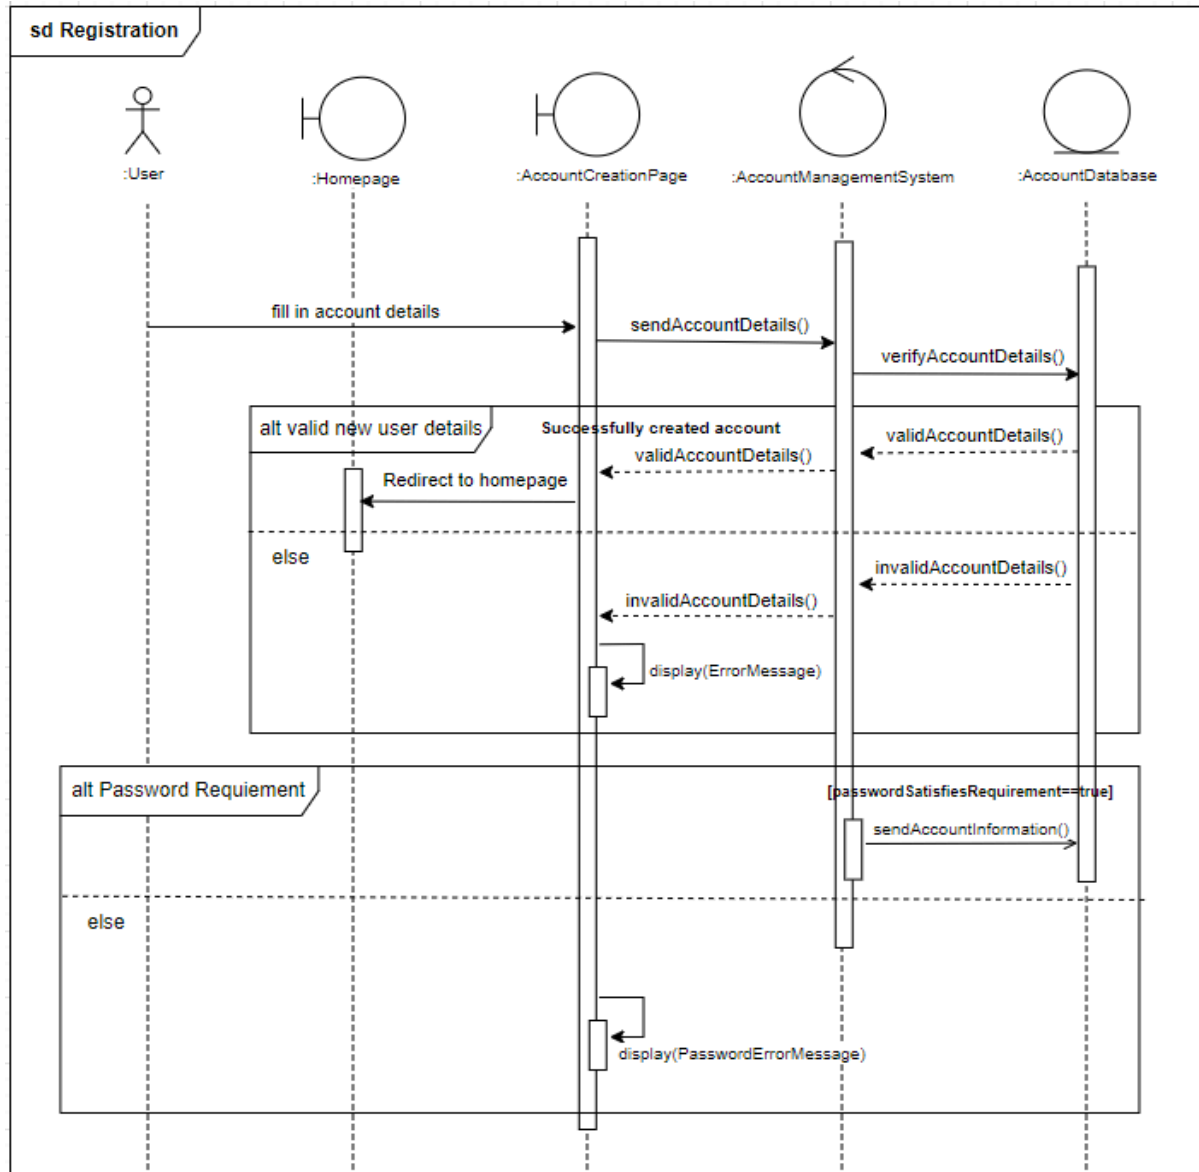 sd Registration
:User
:Homepage
:AccountCreationPage
:AccountManagementSystem
:AccountDatabase
fill in account details
sendAccountDetails()
verifyAccountDetails()
alt valid new user details
Successfully created account
validAccountDetails()
validAccountDetails()
Redirect to homepage
else
invalidAccountDetails()
invalidAccountDetails()
display(ErrorMessage)
alt Password Requiement
[passwordSatisfiesRequirement==true]
sendAccountInformation()
else
display(PasswordErrorMessage)